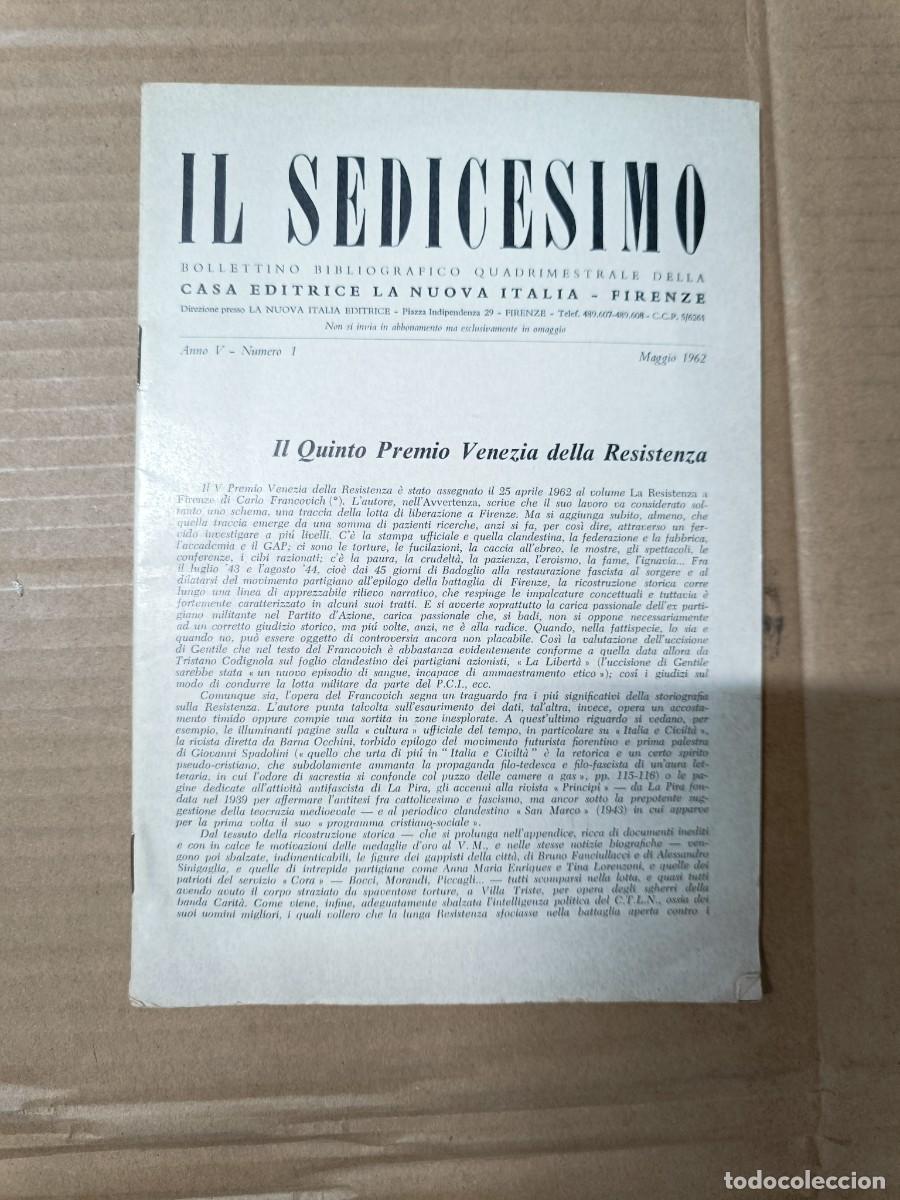 IL SEDICESIMO
BOLLETTINO BIBLIOGRAFICO QUADRIMESTRALE DELLA
CASA EDITRICE LA NUOVA ITALIA - FIRENZE
Direzione presso LA NUOVA ITALIA EDITRICE - Piazza Indipendenza 29 - FIRENZE - Telef. 489.607-489.608 - C.C.P. 5/6261
Non si invia in abbonamento ma esclusivamente in omaggio
Anno V - Numero 1
Maggio 1962
Il Quinto Premio Venezia della Resistenza
Il V Premio Venezia della Resistenza è stato assegnato il 25 aprile 1962 al volume La Resistenza a
Firenze di Carlo Francovich (°). L'autore, nell'Avvertenza, scrive che il suo lavoro va considerato sol-
tanto uno schema, una traccia della lotta di liberazione a Firenze. Ma si aggiunga subito, almeno, che
quella traccia emerge da una somma di pazienti ricerche, anzi si fa, per così dire, attraverso un fer-
vido investigare a piú livelli. C'è la stampa ufficiale e quella clandestina, la federazione e la fabbrica,
l'accademia e il GAP; ci sono le torture, le fucilazioni, la caccia all'ebreo, le mostre, gli spettacoli, le
conferenze, i cibi razionati; c'è la paura, la crudeltà, la pazienza, l'eroismo, la fame, l'ignavia... Fra
il luglio '43 e l'agosto '44, cioè dai 45 giorni di Badoglio alla restaurazione fascista al sorgere e al
dilatarsi del movimento partigiano all'epilogo della battaglia di Firenze, la ricostruzione storica corre
lungo una linea di apprezzabile rilievo narrativo, che respinge le impalcature concettuali e tuttavia è
fortemente caratterizzato in alcuni suoi tratti. E si avverte soprattutto la carica passionale dell'ex parti-
giano militante nel Partito d'Azione, carica passionale che, si badi, non si oppone necessariamente
ad un corretto giudizio storico, ma piú volte, anzi, ne è alla radice. Quando, nella fattispecie, lo sia e
quando no, può essere oggetto di controversia ancora non placabile. Così la valutazione dell'uccisione
di Gentile che nel testo del Francovich è abbastanza evidentemente conforme a quella data allora da
Tristano Codignola sul foglio clandestino dei partigiani azionisti, « La Libertà » (l'uccisione di Gentile
sarebbe stata « un nuovo episodio di sangue, incapace di ammaestramento etico »); così i giudizi sul
modo di condurre la lotta militare da parte del P.C.I., ecc.
Comunque sia, l'opera del Francovich segna un traguardo fra i piú significativi della storiografia
sulla Resistenza. L'autore punta talvolta sull'esaurimento dei dati, tal'altra, invece, opera un accosta-
mento timido oppure compie una sortita in zone inesplorate. A quest'ultimo riguardo si vedano, per
esempio, le illuminanti pagine sulla « cultura » ufficiale del tempo, in particolare su « Italia e Civiltà »,
la rivista diretta da Barna Occhini, torbido epilogo del movimento futurista fiorentino e prima palestra
di Giovanni Spadolini (« quello che urta di piú in " Italia e Civiltà " è la retorica e un certo spirito
pseudo-cristiano, che subdolamente ammanta la propaganda filo-tedesca e filo-fascista di un'aura let-
teraria, in cui l'odore di sacrestia si confonde col puzzo delle camere a gas », pp. 115-116) o le pa-
gine dedicate all'attività antifascista di La Pira, gli accenni alla rivista « Principi » — da La Pira fon-
data nel 1939 per affermare l'antitesi fra cattolicesimo e fascismo, ma ancor sotto la prepotente sug-
gestione della teocrazia medioevale — e al periodico clandestino « San Marco » (1943) in cui apparve
per la prima volta il suo « programma cristiano-sociale ».
Dal tessuto della ricostruzione storica — che si prolunga nell'appendice, ricca di documenti inediti
e con in calce le motivazioni delle medaglie d'oro al V.M., e nelle stesse notizie biografiche — ven-
gono poi sbalzate, indimenticabili, le figure dei gappisti della città, di Bruno Fanciullacci e di Alessandro
Sinigaglia, e quelle di intrepide partigiane come Anna Maria Enriques e Tina Lorenzoni, e quelle dei
patrioti del servizio « Cora » — Bocci, Morandi, Piccagli... — tutti scomparsi nella lotta, e quasi tutti
avendo avuto il corpo straziato da spaventose torture, a Villa Triste, per opera degli sgherri della
banda Carità. Come viene, infine, adeguatamente sbalzata l'intelligenza politica del C.T.L.N., ossia dei
suoi uomini migliori, i quali vollero che la lunga Resistenza sfociasse nella battaglia aperta contro i
todocoleccion